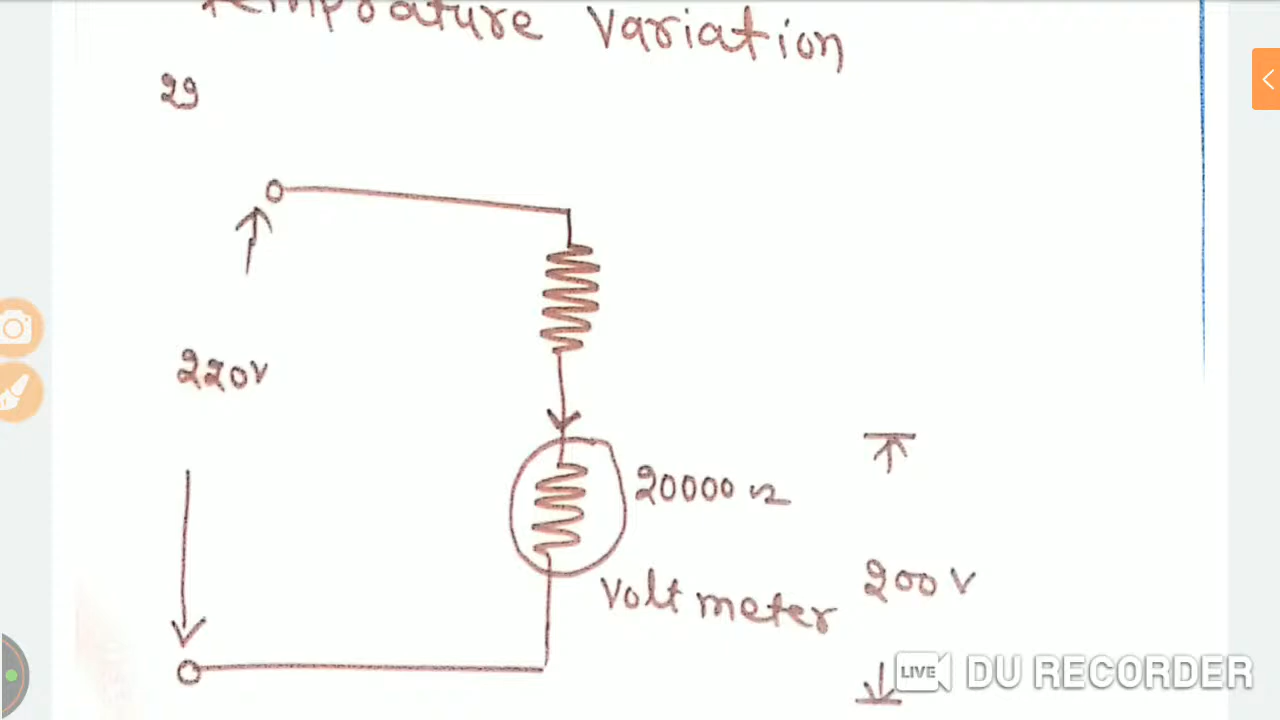 Variation
29
220V
20000 Ω
Volt meter
200 V
LIVE DU RECORDER